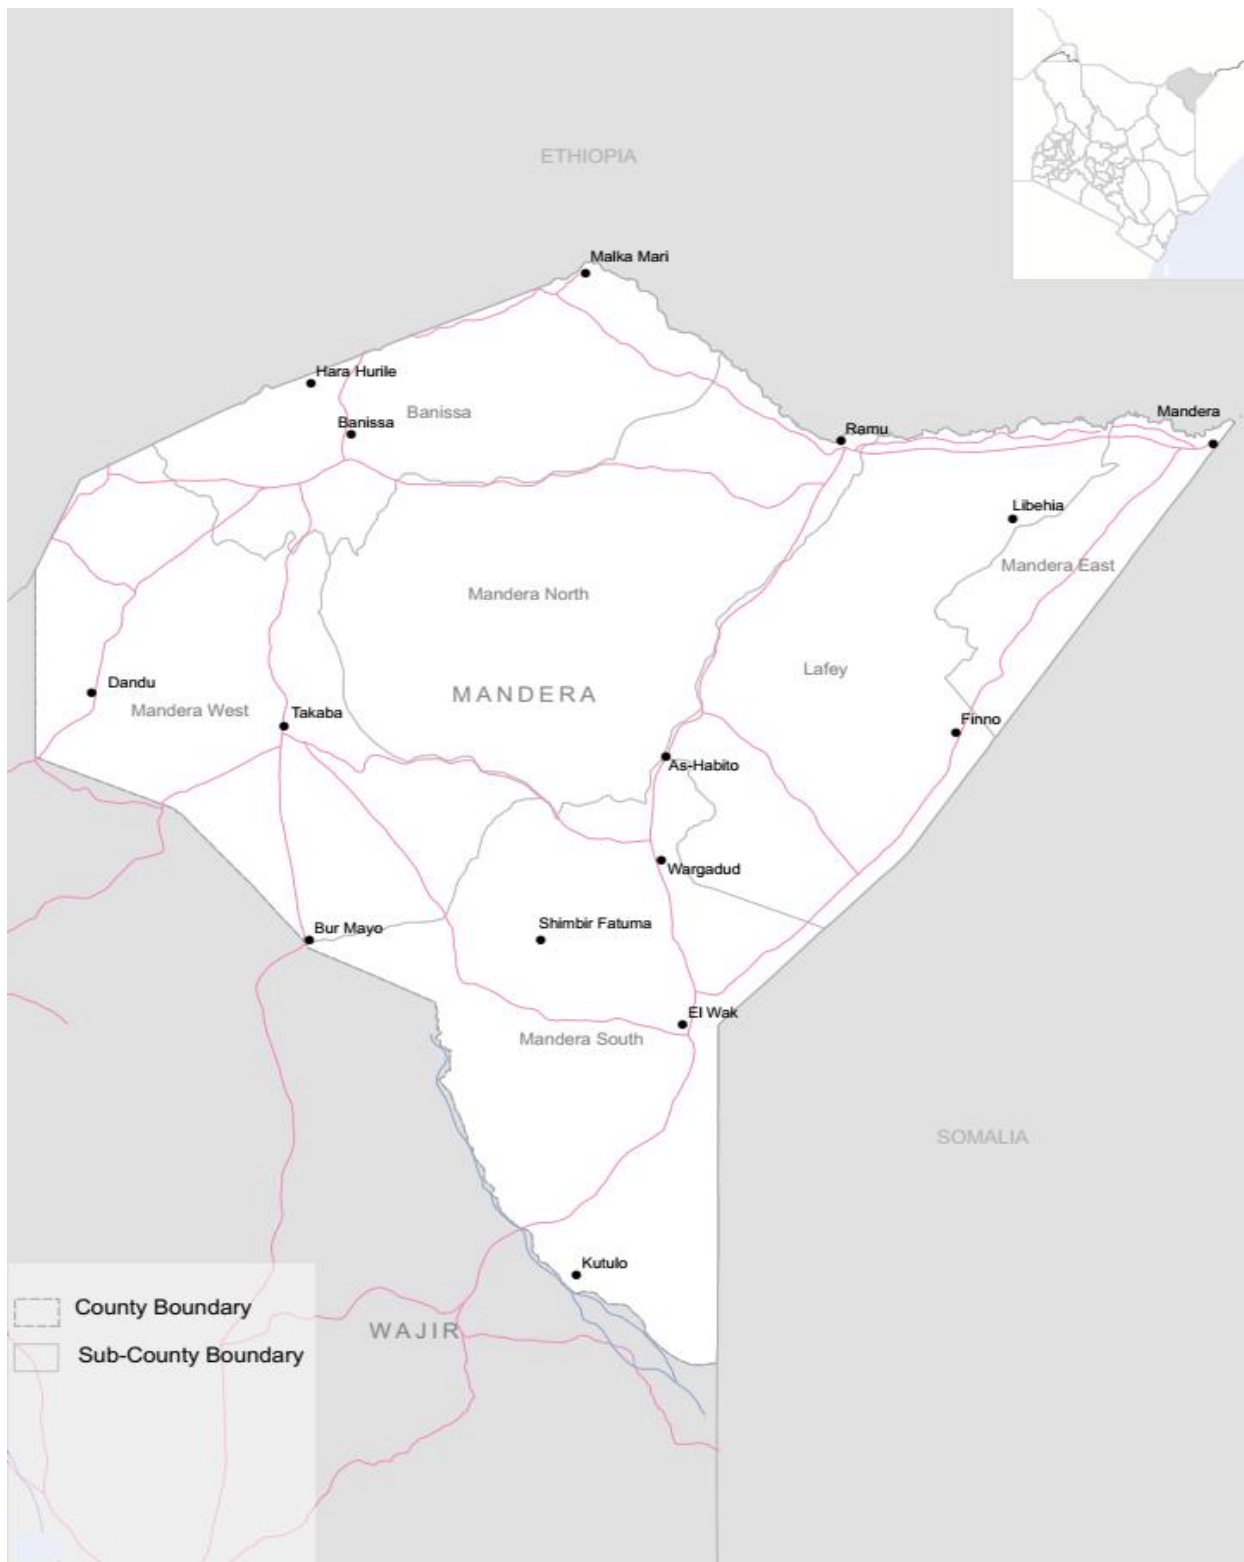 ETHIOPIA
Malka Mari
Hara Hurile
Banissa
Banissa
Mandera
Ramu
Libehia
Mandera East
Mandera North
Lafey
Dandu
MANDERA
Mandera West
Takaba
Finno
As-Habito
Wargadud
Shimbir Fatuma
Bur Mayo
El Wak
Mandera South
SOMALIA
Kutulo
County Boundary
WAJIR
Sub-County Boundary